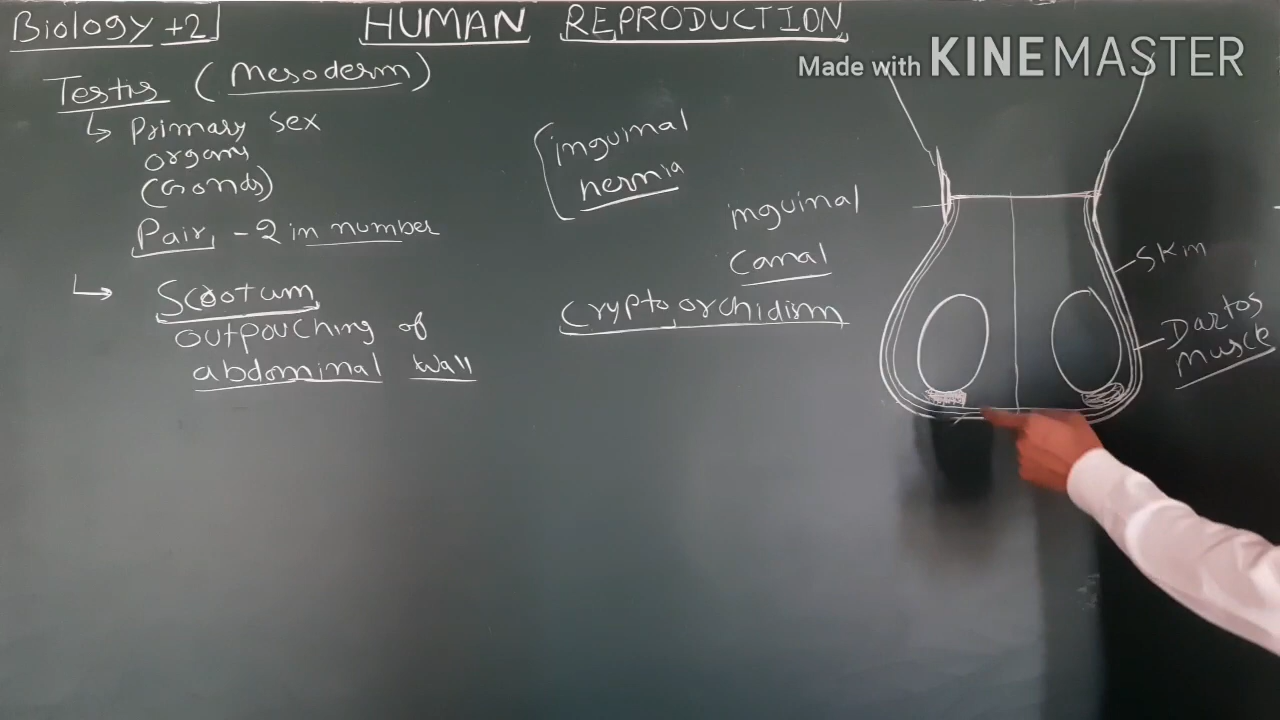 Biology +2
HUMAN REPRODUCTION
Made with KINEMASTER
Testis (Mesoderm)
Primary sex
organs
(Gonds)
Pair, - 2 in number
Scrotum
outpouching of
abdominal wall
inguinal
hernia
inguinal
Canal
Cryptorchidism
Skin
Dartos
Muscle